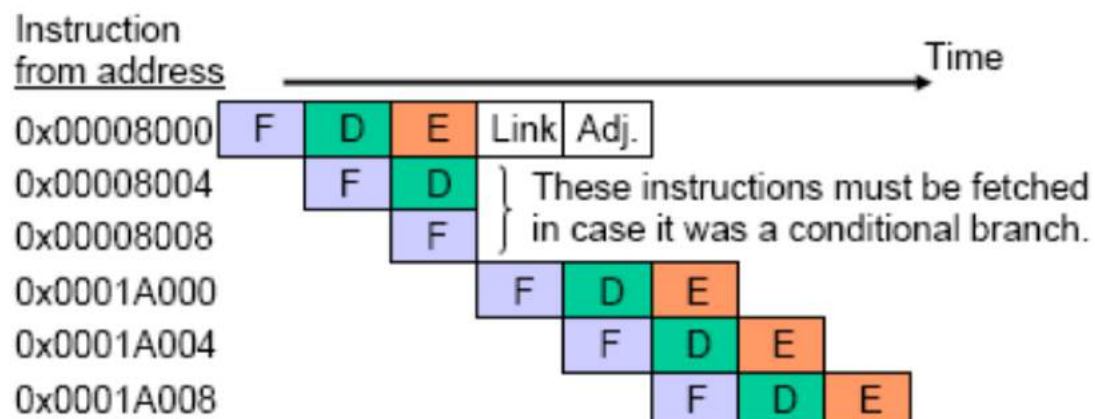 Instruction
from address
Time
0x00008000 F D E Link Adj.
0x00008004 F D
0x00008008 F
These instructions must be fetched
in case it was a conditional branch.
0x0001A000 F D E
0x0001A004 F D E
0x0001A008 F D E